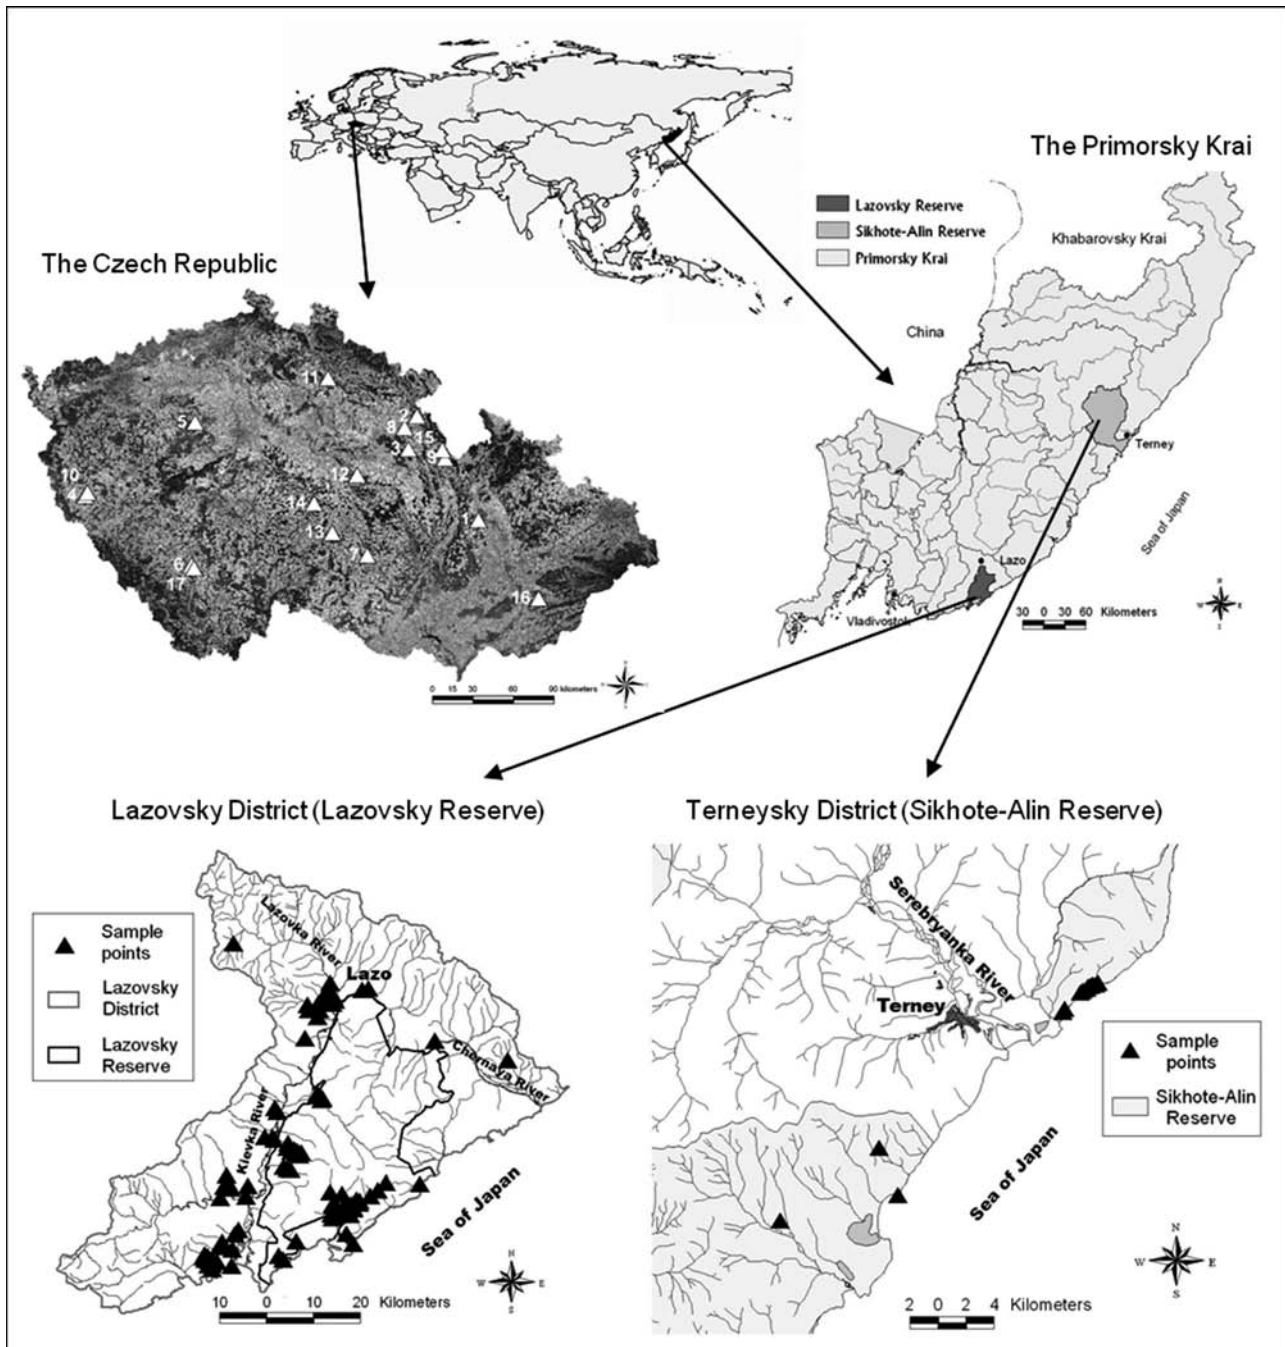 The Primorsky Krai
Lazovsky Reserve
Sikhote-Alin Reserve
Primorsky Krai
Khabarovsky Krai
China
Terney
Sea of Japan
Lazo
Vladivostok
30 0 30 60 Kilometers
N
W E
S
The Czech Republic
11
2
5
8
15
3
9
12
10
4
14
1
13
7
6
17
16
0 15 30 60 90 kilometers
Lazovsky District (Lazovsky Reserve)
Sample
points
Lazovsky
District
Lazovsky
Reserve
Lazovka River
Lazo
Chernaya River
Kievka River
Sea of Japan
N
W E
S
10 0 10 20 Kilometers
Terneysky District (Sikhote-Alin Reserve)
Serebryanka River
Terney
Sample
points
Sikhote-Alin
Reserve
Sea of Japan
N
W E
S
2 0 2 4 Kilometers